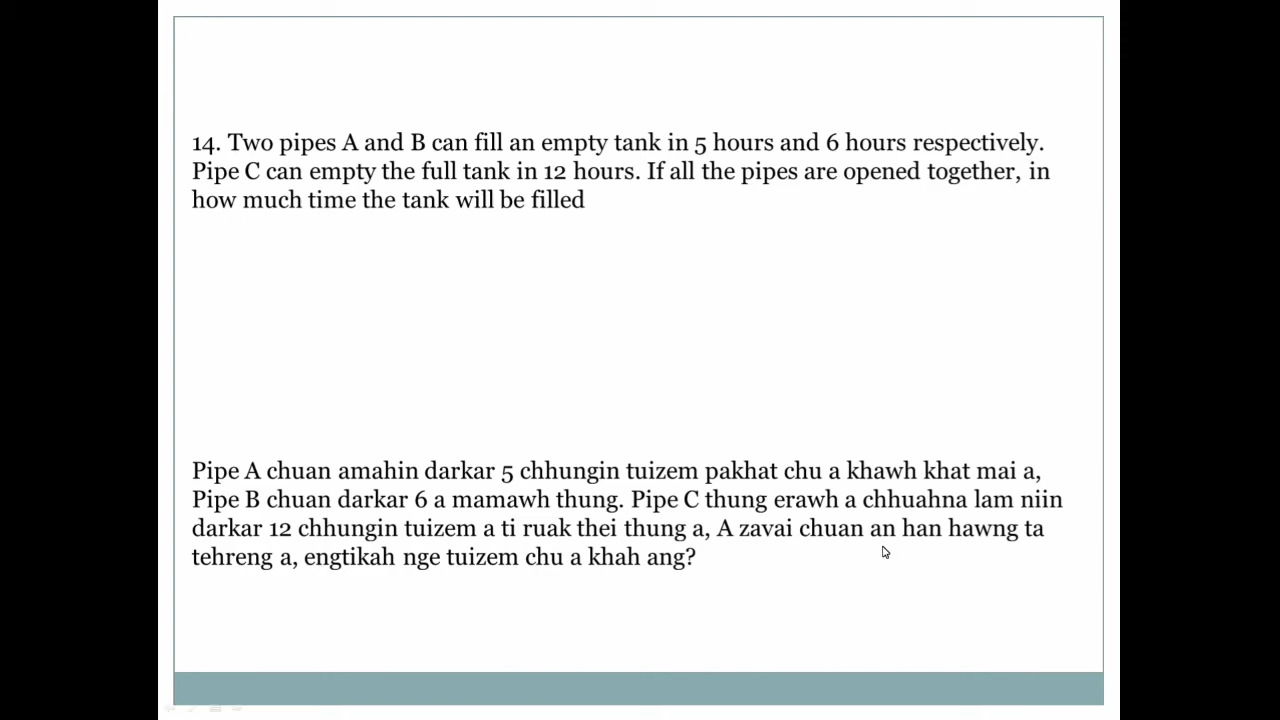 14. Two pipes A and B can fill an empty tank in 5 hours and 6 hours respectively.
Pipe C can empty the full tank in 12 hours. If all the pipes are opened together, in
how much time the tank will be filled
Pipe A chuan amahin darkar 5 chhungin tuizem pakhat chu a khawh khat mai a,
Pipe B chuan darkar 6 a mamawh thung. Pipe C thung erawh a chhuahna lam niin
darkar 12 chhungin tuizem a ti ruak thei thung a, A zavai chuan an han hawng ta
tehreng a, engtikah nge tuizem chu a khah ang?